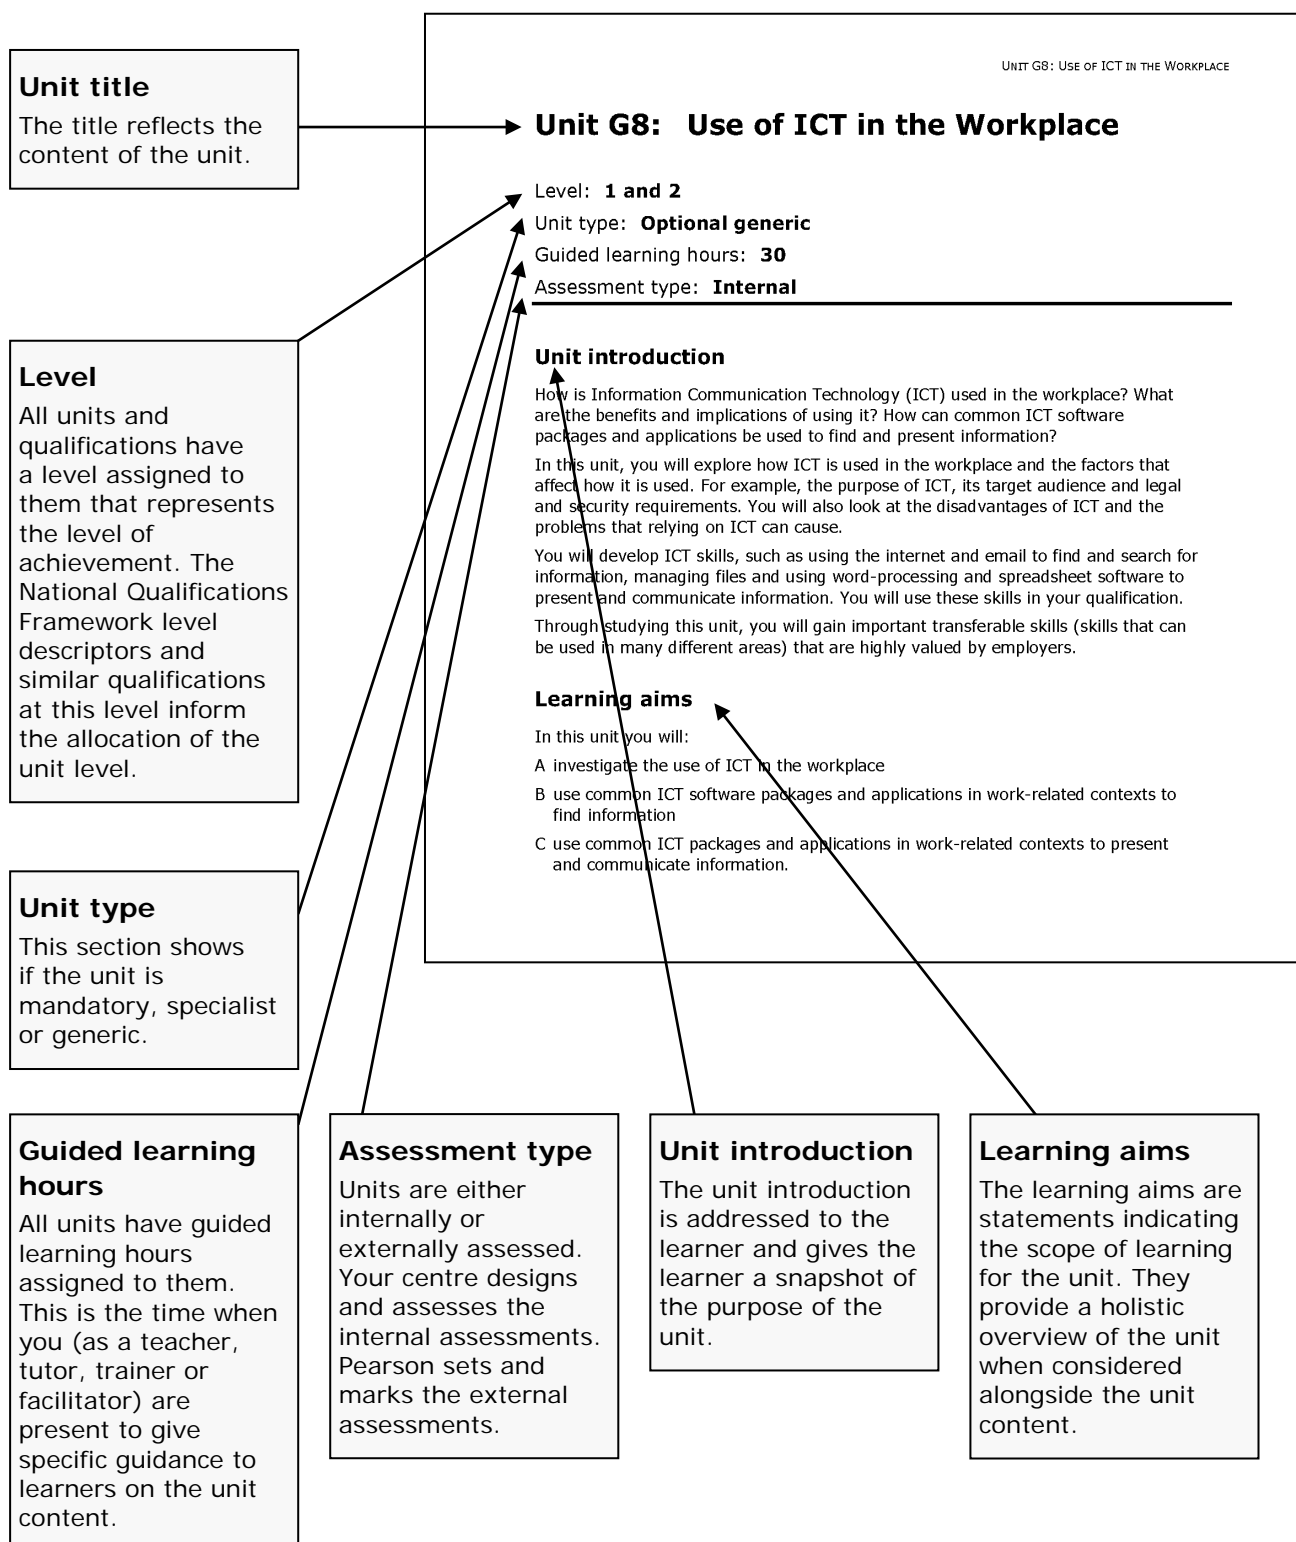 UNIT G8: USE OF ICT IN THE WORKPLACE
Unit title
The title reflects the
content of the unit.
Unit G8: Use of ICT in the Workplace
Level: 1 and 2
Unit type: Optional generic
Guided learning hours: 30
Assessment type: Internal
Unit introduction
How is Information Communication Technology (ICT) used in the workplace? What
are the benefits and implications of using it? How can common ICT software
packages and applications be used to find and present information?
In this unit, you will explore how ICT is used in the workplace and the factors that
affect how it is used. For example, the purpose of ICT, its target audience and legal
and security requirements. You will also look at the disadvantages of ICT and the
problems that relying on ICT can cause.
You will develop ICT skills, such as using the internet and email to find and search for
information, managing files and using word-processing and spreadsheet software to
present and communicate information. You will use these skills in your qualification.
Through studying this unit, you will gain important transferable skills (skills that can
be used in many different areas) that are highly valued by employers.
Learning aims
In this unit you will:
A investigate the use of ICT in the workplace
B use common ICT software packages and applications in work-related contexts to
find information
C use common ICT packages and applications in work-related contexts to present
and communicate information.
Level
All units and
qualifications have
a level assigned to
them that represents
the level of
achievement. The
National Qualifications
Framework level
descriptors and
similar qualifications
at this level inform
the allocation of the
unit level.
Unit type
This section shows
if the unit is
mandatory, specialist
or generic.
Guided learning
hours
All units have guided
learning hours
assigned to them.
This is the time when
you (as a teacher,
tutor, trainer or
facilitator) are
present to give
specific guidance to
learners on the unit
content.
Assessment type
Units are either
internally or
externally assessed.
Your centre designs
and assesses the
internal assessments.
Pearson sets and
marks the external
assessments.
Unit introduction
The unit introduction
is addressed to the
learner and gives the
learner a snapshot of
the purpose of the
unit.
Learning aims
The learning aims are
statements indicating
the scope of learning
for the unit. They
provide a holistic
overview of the unit
when considered
alongside the unit
content.